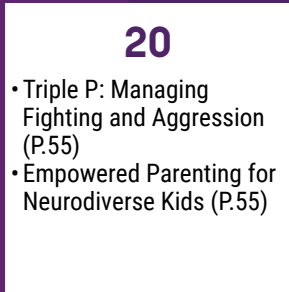 20
• Triple P: Managing
Fighting and Aggression
(P.55)
• Empowered Parenting for
Neurodiverse Kids (P.55)